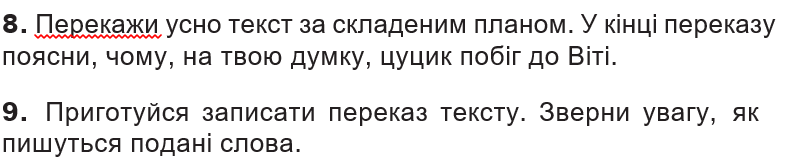 8. Перекажи усно текст за складеним планом. У кінці переказу
поясни, чому, на твою думку, цуцик побіг до Віті.
9. Приготуйся записати переказ тексту. Зверни увагу, як
пишуться подані слова.